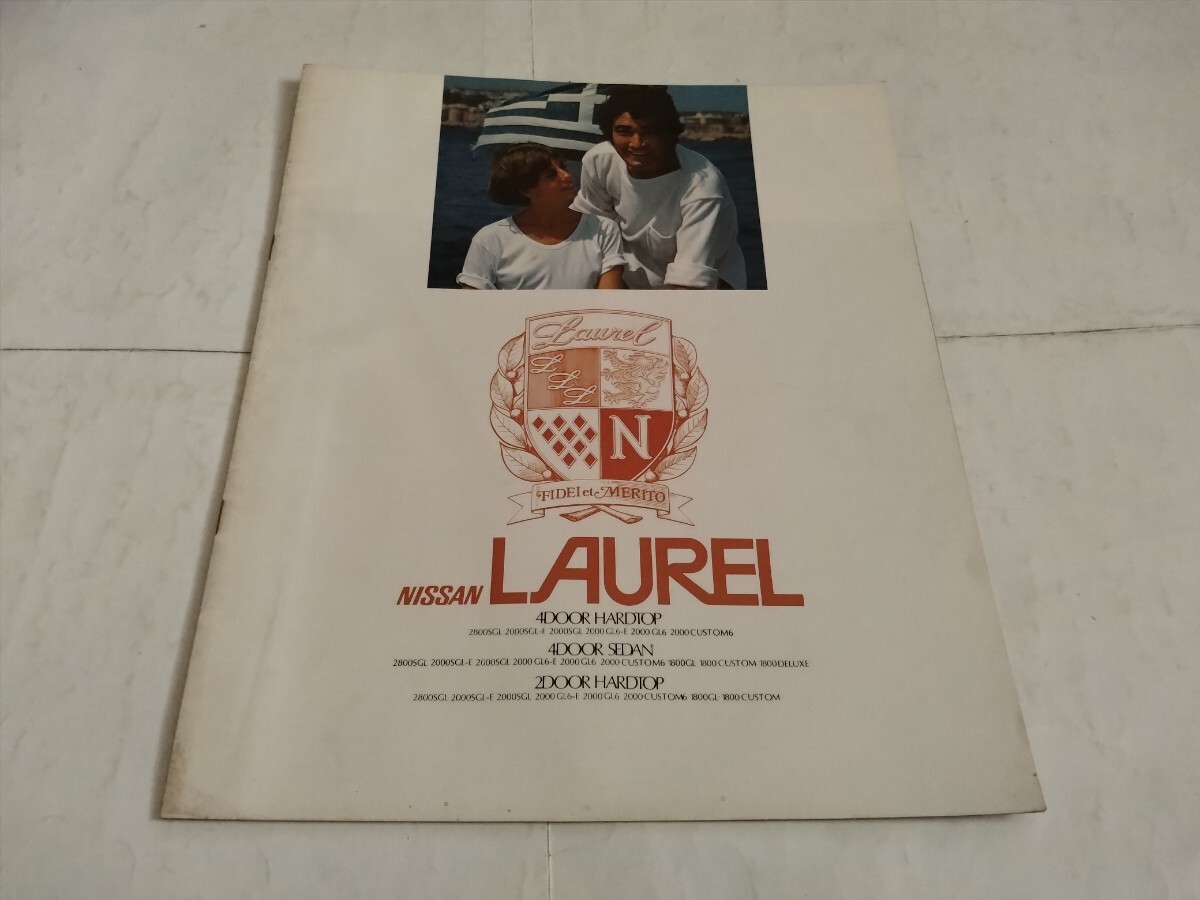 Laurel
L L L
N
FIDEI et MERITO
NISSAN LAUREL
4DOOR HARDTOP
2800SGL 2000SGL-E 2000SGL 2000 GL6-E 2000 GL6 2000 CUSTOM6
4DOOR SEDAN
2800SGL 2000SGL-E 2000SGL 2000 GL6-E 2000 GL6 2000 CUSTOM6 1800GL 1800 CUSTOM 1800DELUXE
2DOOR HARDTOP
2800SGL 2000SGL-E 2000SGL 2000 GL6-E 2000 GL6 2000 CUSTOM6 1800GL 1800 CUSTOM